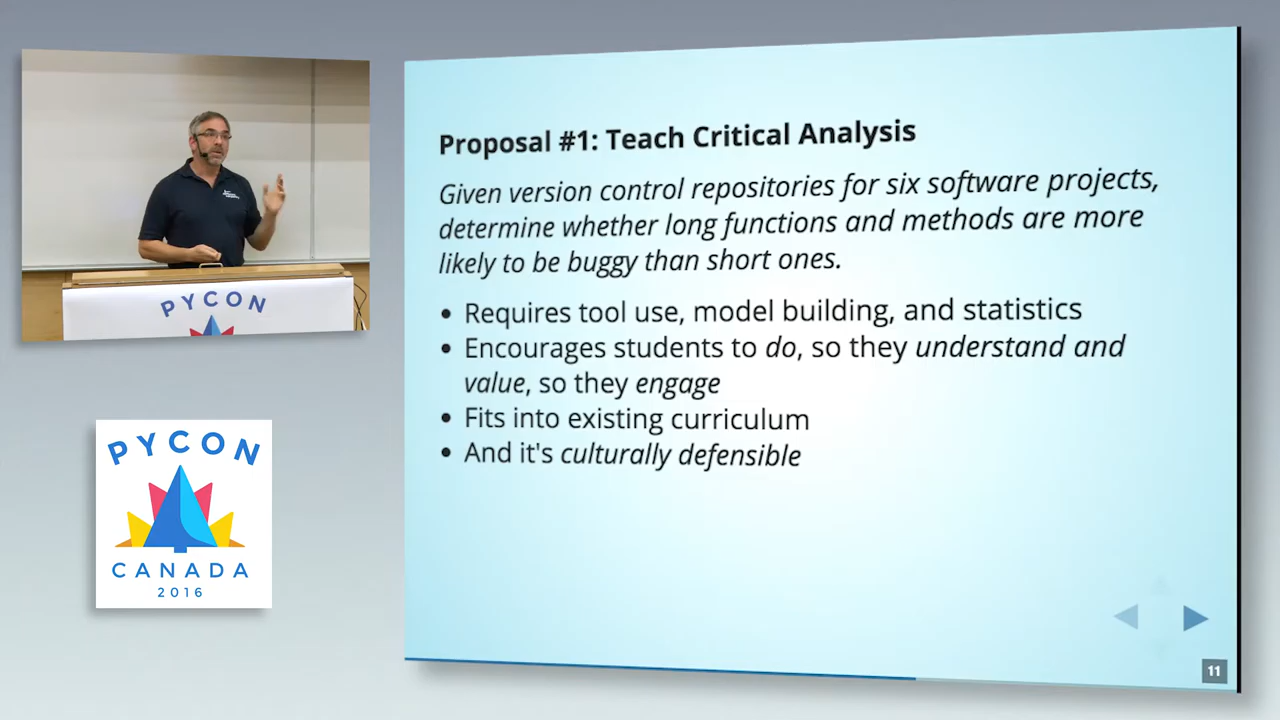 Proposal #1: Teach Critical Analysis
Given version control repositories for six software projects,
determine whether long functions and methods are more
likely to be buggy than short ones.
• Requires tool use, model building, and statistics
• Encourages students to do, so they understand and
value, so they engage
• Fits into existing curriculum
• And it's culturally defensible
11
PYCON
PYCON
CANADA
2016